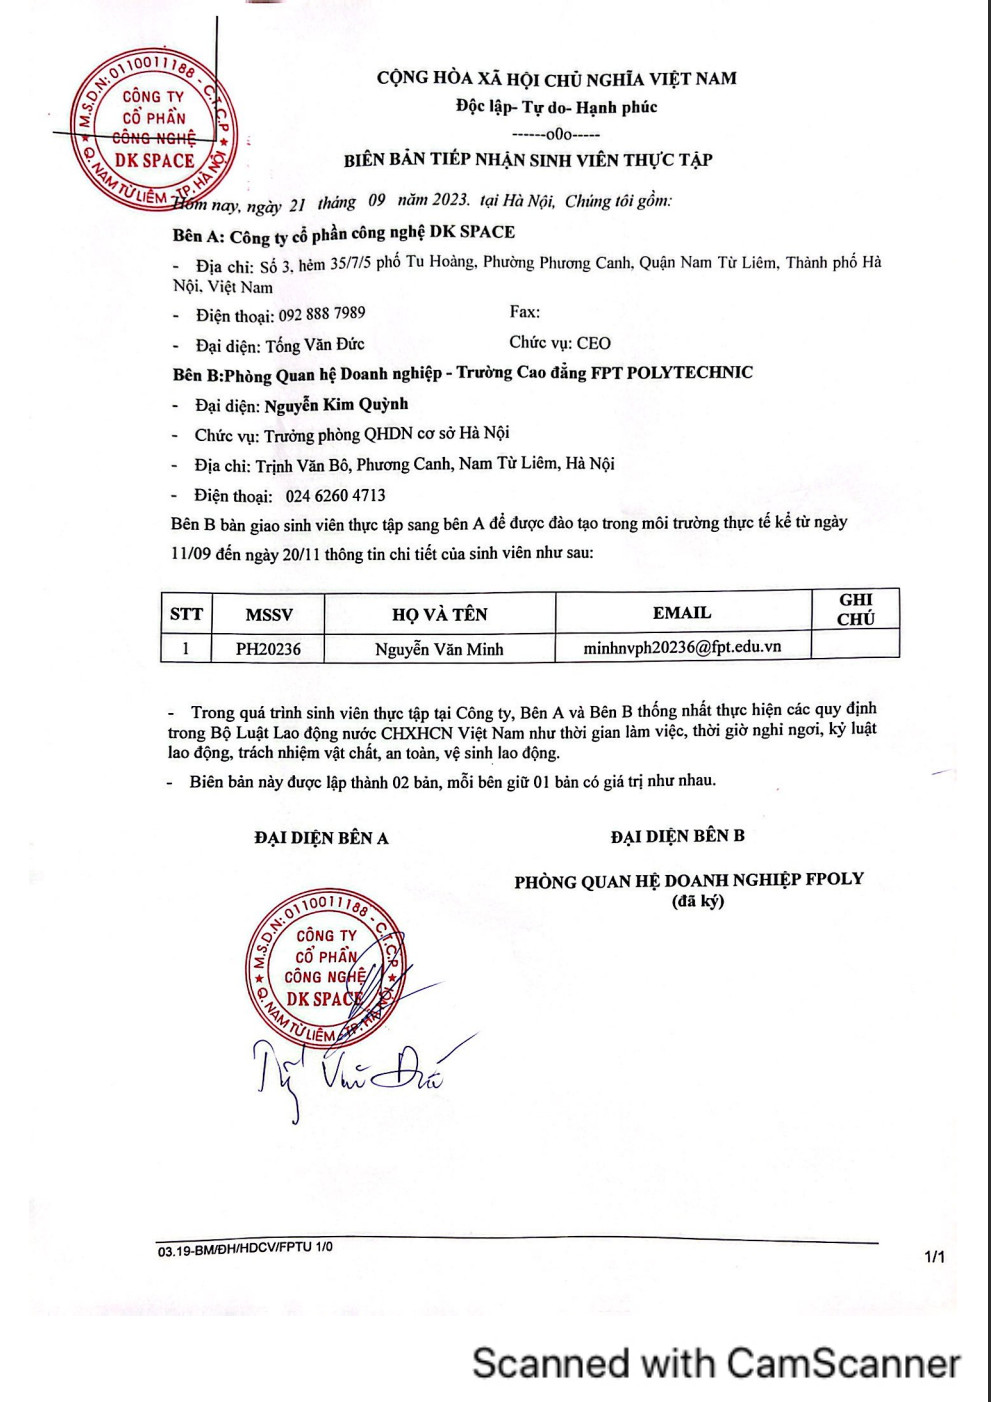 M.S.D.N: 0110011188 - C.T.C.P
CÔNG TY
CỔ PHẦN
CÔNG NGHỆ
DK SPACE
Q. NAM TỪ LIÊM - TP. HÀ NỘI
CỘNG HÒA XÃ HỘI CHỦ NGHĨA VIỆT NAM
Độc lập- Tự do- Hạnh phúc
------o0o-----
BIÊN BẢN TIẾP NHẬN SINH VIÊN THỰC TẬP
Hôm nay, ngày 21 tháng 09 năm 2023. tại Hà Nội, Chúng tôi gồm:
Bên A: Công ty cổ phần công nghệ DK SPACE
- Địa chỉ: Số 3, hẻm 35/7/5 phố Tu Hoàng, Phường Phương Canh, Quận Nam Từ Liêm, Thành phố Hà
Nội, Việt Nam
- Điện thoại: 092 888 7989 Fax:
- Đại diện: Tống Văn Đức Chức vụ: CEO
Bên B:Phòng Quan hệ Doanh nghiệp - Trường Cao đẳng FPT POLYTECHNIC
- Đại diện: Nguyễn Kim Quỳnh
- Chức vụ: Trưởng phòng QHDN cơ sở Hà Nội
- Địa chỉ: Trịnh Văn Bô, Phương Canh, Nam Từ Liêm, Hà Nội
- Điện thoại: 024 6260 4713
Bên B bàn giao sinh viên thực tập sang bên A để được đào tạo trong môi trường thực tế kể từ ngày
11/09 đến ngày 20/11 thông tin chi tiết của sinh viên như sau:
STT MSSV HỌ VÀ TÊN EMAIL GHI CHÚ
1 PH20236 Nguyễn Văn Minh minhnvph20236@fpt.edu.vn
- Trong quá trình sinh viên thực tập tại Công ty, Bên A và Bên B thống nhất thực hiện các quy định
trong Bộ Luật Lao động nước CHXHCN Việt Nam như thời gian làm việc, thời giờ nghỉ ngơi, kỷ luật
lao động, trách nhiệm vật chất, an toàn, vệ sinh lao động.
- Biên bản này được lập thành 02 bản, mỗi bên giữ 01 bản có giá trị như nhau.
ĐẠI DIỆN BÊN A ĐẠI DIỆN BÊN B
PHÒNG QUAN HỆ DOANH NGHIỆP FPOLY
(đã ký)
M.S.D.N: 0110011188 - C.T.C.P
CÔNG TY
CỔ PHẦN
CÔNG NGHỆ
DK SPACE
Q. NAM TỪ LIÊM - TP. HÀ NỘI
Văn Đức
03.19-BM/ĐH/HDCV/FPTU 1/0
1/1
Scanned with CamScanner